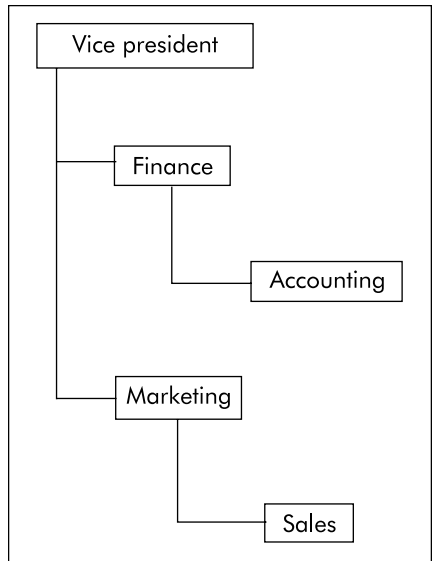 Vice president
Finance
Accounting
Marketing
Sales